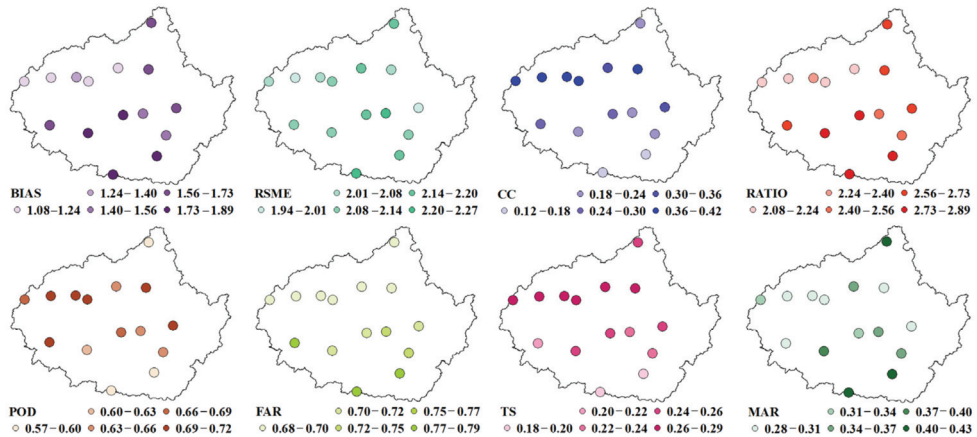 BIAS 1.24−1.40 1.56−1.73
1.08−1.24 1.40−1.56 1.73−1.89
RSME 2.01−2.08 2.14−2.20
1.94−2.01 2.08−2.14 2.20−2.27
CC 0.18−0.24 0.30−0.36
0.12−0.18 0.24−0.30 0.36−0.42
RATIO 2.24−2.40 2.56−2.73
2.08−2.24 2.40−2.56 2.73−2.89
POD 0.60−0.63 0.66−0.69
0.57−0.60 0.63−0.66 0.69−0.72
FAR 0.70−0.72 0.75−0.77
0.68−0.70 0.72−0.75 0.77−0.79
TS 0.20−0.22 0.24−0.26
0.18−0.20 0.22−0.24 0.26−0.29
MAR 0.31−0.34 0.37−0.40
0.28−0.31 0.34−0.37 0.40−0.43